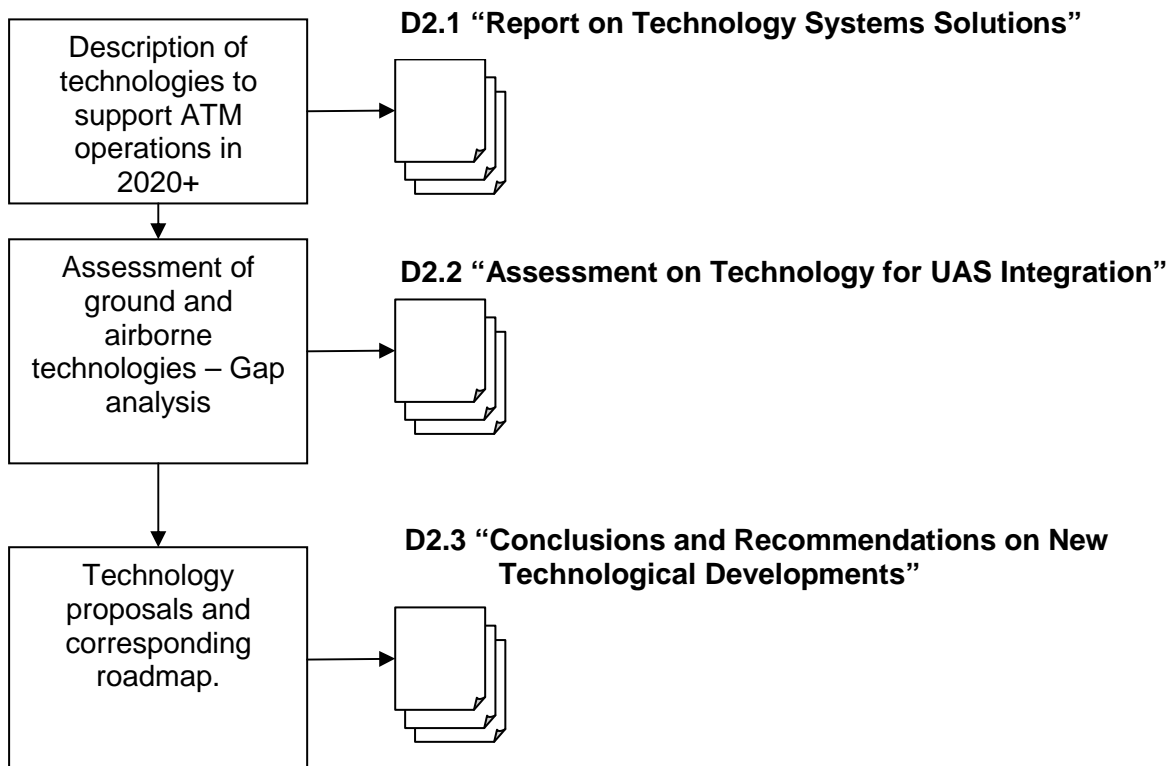 D2.1 “Report on Technology Systems Solutions”
Description of
technologies to
support ATM
operations in
2020+
D2.2 “Assessment on Technology for UAS Integration”
Assessment of
ground and
airborne
technologies – Gap
analysis
D2.3 “Conclusions and Recommendations on New
Technological Developments”
Technology
proposals and
corresponding
roadmap.